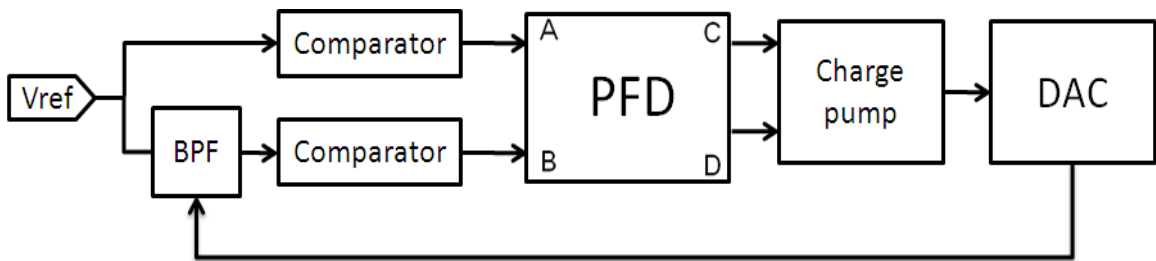 Comparator
A
C
PFD
Charge
pump
DAC
Vref
BPF
Comparator
B
D